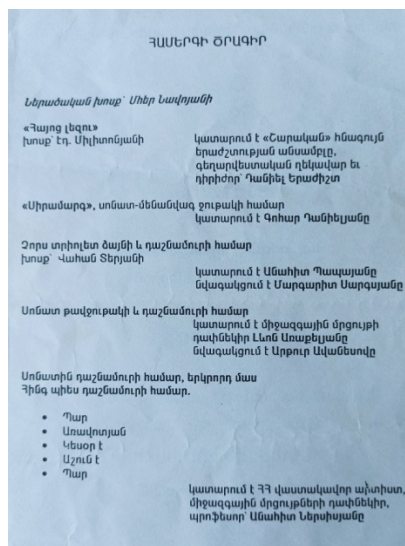 ՀԱՄԵՐԳԻ ԾՐԱԳԻՐ
Ներածական խոսք՝ Մհեր Նավոյանի
«Հայոց լեզու»
խոսք՝ Էդ. Միլիտոնյանի
կատարում է «Շարական» հնագույն
երաժշտության անսամբլը,
գեղարվեստական ղեկավար եւ
դիրիժոր՝ Դանիել Երաժիշտ
«Սիրամարգ», սոնատ-մենանվագ ջութակի համար
կատարում է Գոհար Դանիելյանը
Չորս տրիոլետ ձայնի և դաշնամուրի համար
խոսք՝ Վահան Տերյանի
կատարում է Անահիտ Պապայանը
նվագակցում է Մարգարիտ Սարգսյանը
Սոնատ թավջութակի և դաշնամուրի համար
կատարում է միջազգային մրցույթի
դափնեկիր Լևոն Առաքելյանը
նվագակցում է Արթուր Ավանեսովը
Սոնատին դաշնամուրի համար, երկրորդ մաս
Հինգ պիես դաշնամուրի համար.
• Պար
• Առավոտյան
• Կեսօր է
• Աշուն է
• Պար
կատարում է ՀՀ վաստակավոր արտիստ,
միջազգային մրցույթների դափնեկիր,
պրոֆեսոր՝ Անահիտ Ներսիսյանը